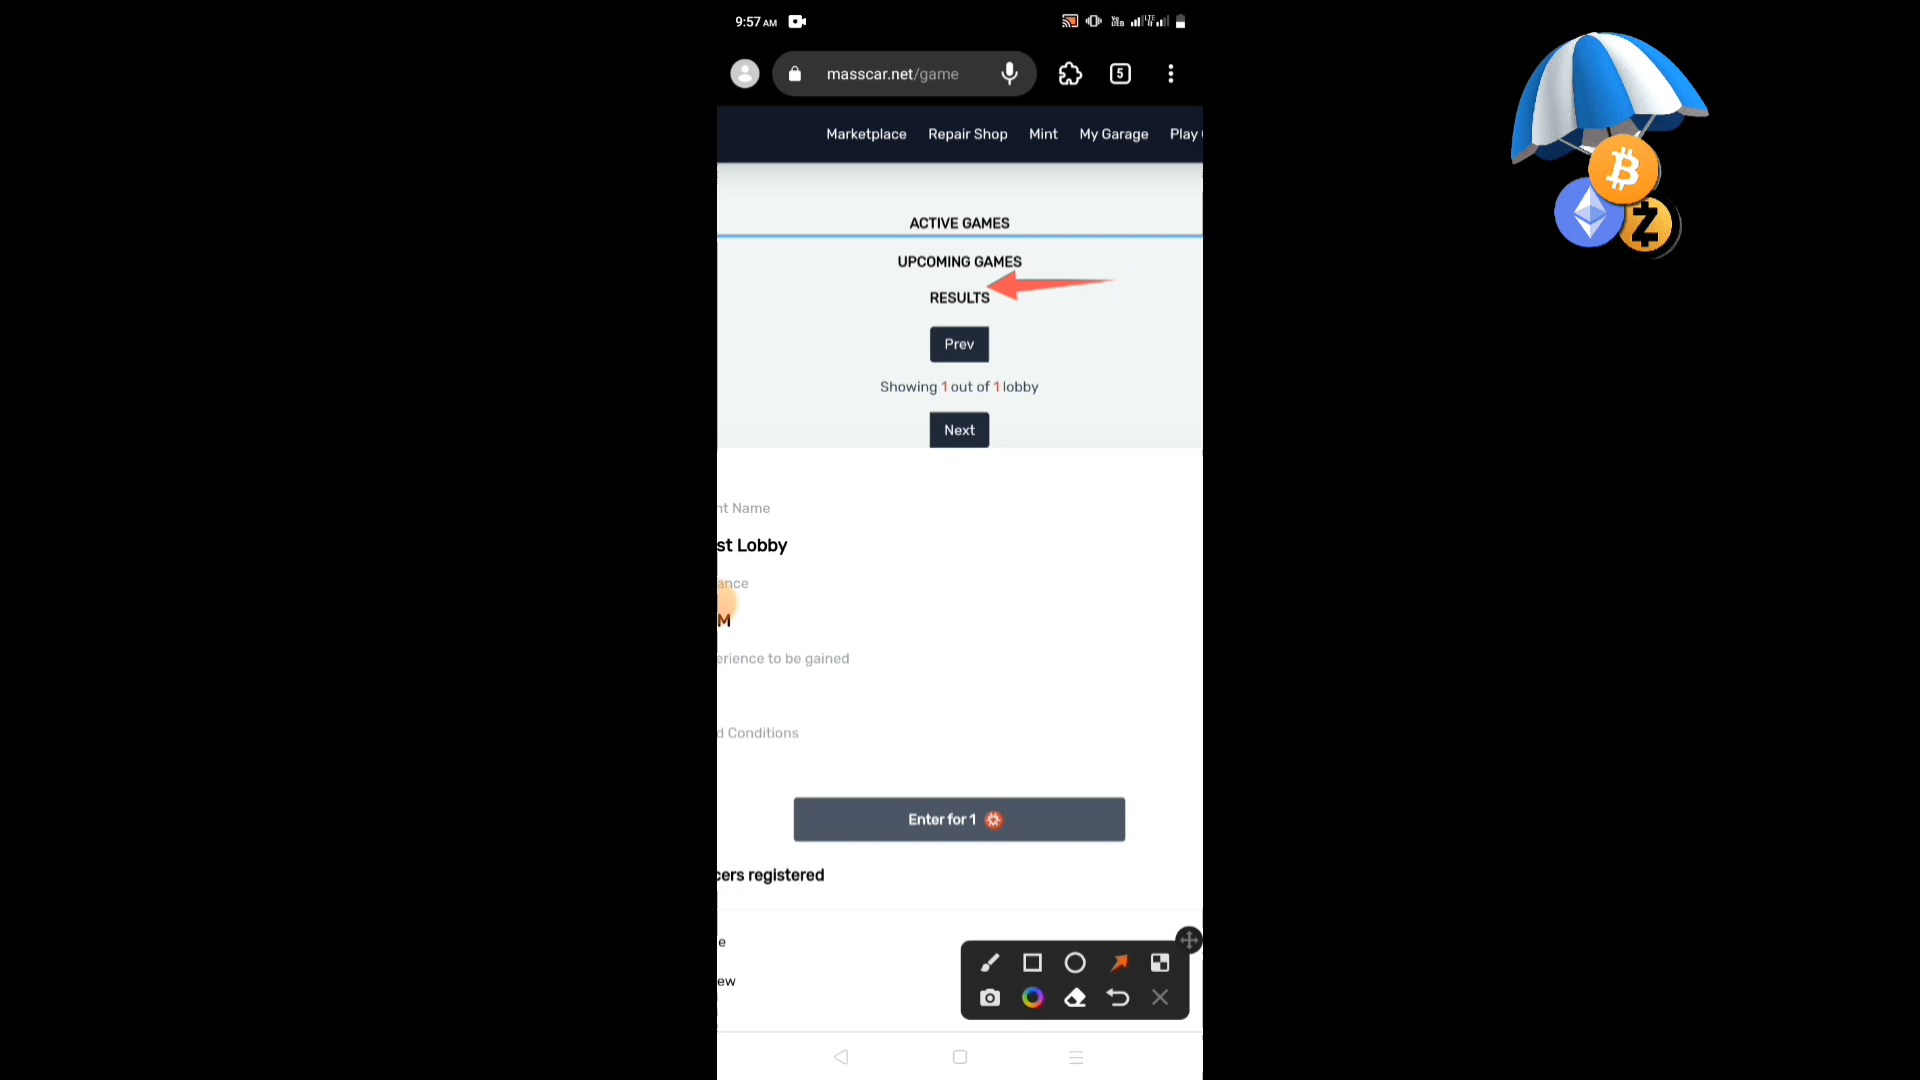 9:57 AM
masscar.net/game
5
Marketplace Repair Shop Mint My Garage Play
ACTIVE GAMES
UPCOMING GAMES
RESULTS
Prev
Showing 1 out of 1 lobby
Next
nt Name
st Lobby
ance
M
erience to be gained
d Conditions
Enter for 1
cers registered
e
ew